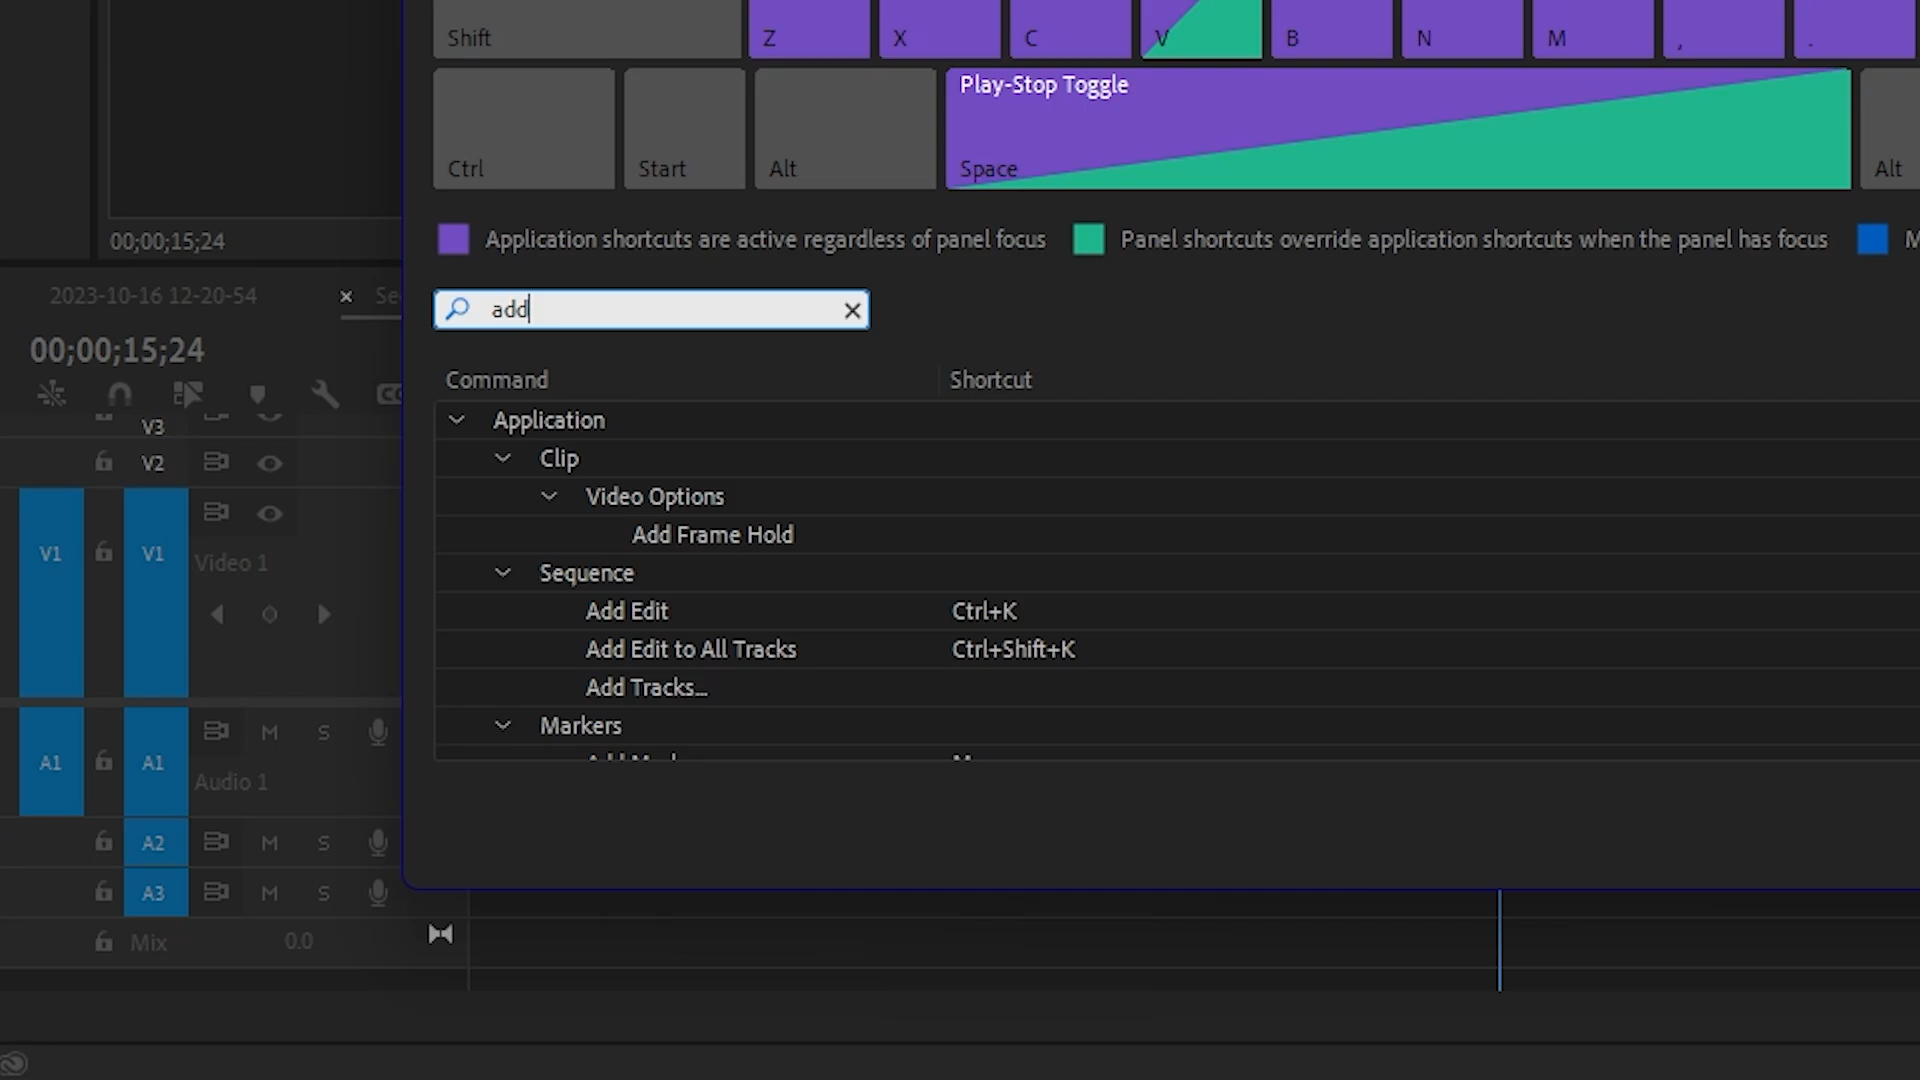 Shift
Z
X
C
V
B
N
M
,
.
Play-Stop Toggle
Ctrl
Start
Alt
Space
Alt
Application shortcuts are active regardless of panel focus
Panel shortcuts override application shortcuts when the panel has focus
M
00;00;15;24
2023-10-16 12-20-54
Se
00;00;15;24
add
Command
Shortcut
Application
Clip
Video Options
Add Frame Hold
Sequence
Add Edit Ctrl+K
Add Edit to All Tracks Ctrl+Shift+K
Add Tracks...
Markers
V3
V2
V1
V1
Video 1
A1
A1
M
S
Audio 1
A2
M
S
A3
M
S
Mix
0.0